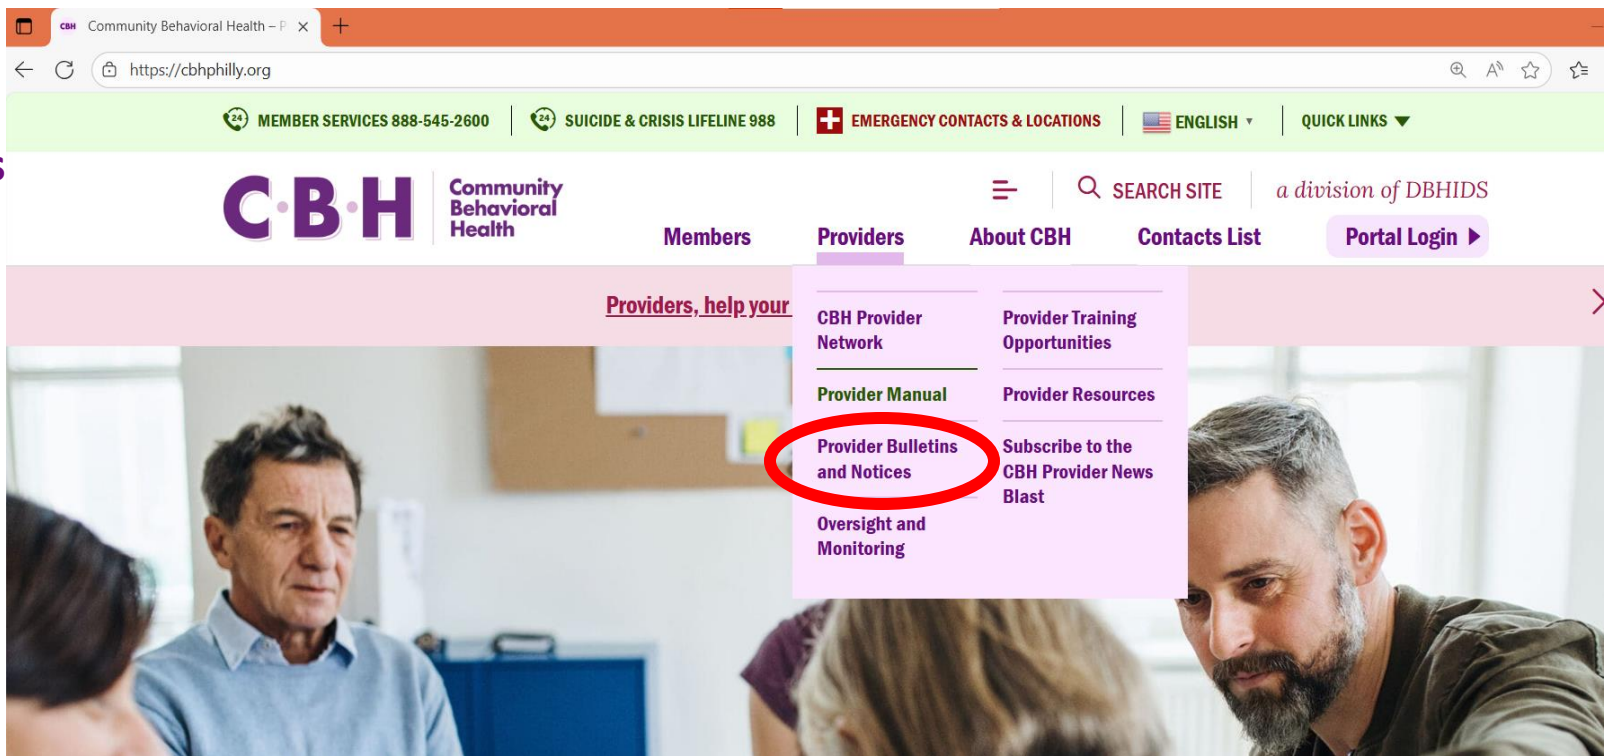 CBH Community Behavioral Health – P
https://cbhphilly.org
24 MEMBER SERVICES 888-545-2600 24 SUICIDE & CRISIS LIFELINE 988 EMERGENCY CONTACTS & LOCATIONS ENGLISH QUICK LINKS
S
C·B·H
Community
Behavioral
Health
SEARCH SITE
a division of DBHIDS
Members Providers About CBH Contacts List Portal Login
Providers, help your
CBH Provider
Network
Provider Manual
Provider Bulletins
and Notices
Oversight and
Monitoring
Provider Training
Opportunities
Provider Resources
Subscribe to the
CBH Provider News
Blast